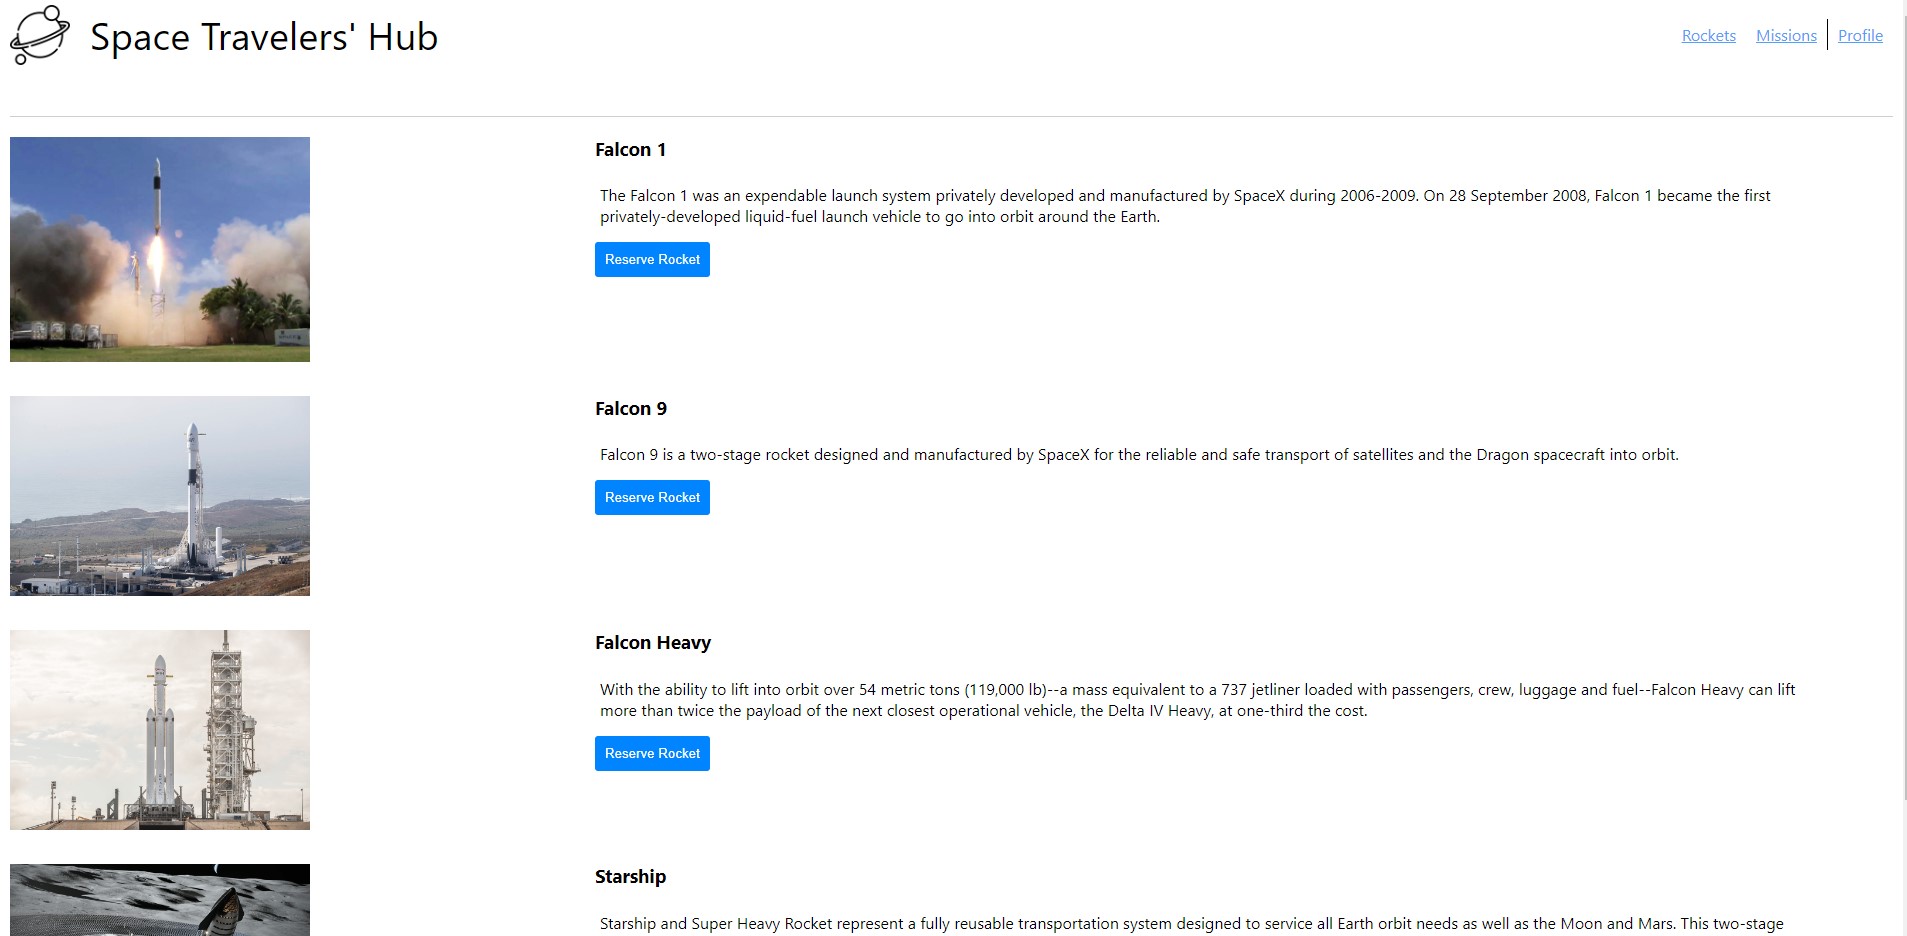 Space Travelers' Hub
Rockets Missions Profile
Falcon 1
The Falcon 1 was an expendable launch system privately developed and manufactured by SpaceX during 2006-2009. On 28 September 2008, Falcon 1 became the first
privately-developed liquid-fuel launch vehicle to go into orbit around the Earth.
Reserve Rocket
Falcon 9
Falcon 9 is a two-stage rocket designed and manufactured by SpaceX for the reliable and safe transport of satellites and the Dragon spacecraft into orbit.
Reserve Rocket
Falcon Heavy
With the ability to lift into orbit over 54 metric tons (119,000 lb)--a mass equivalent to a 737 jetliner loaded with passengers, crew, luggage and fuel--Falcon Heavy can lift
more than twice the payload of the next closest operational vehicle, the Delta IV Heavy, at one-third the cost.
Reserve Rocket
Starship
Starship and Super Heavy Rocket represent a fully reusable transportation system designed to service all Earth orbit needs as well as the Moon and Mars. This two-stage